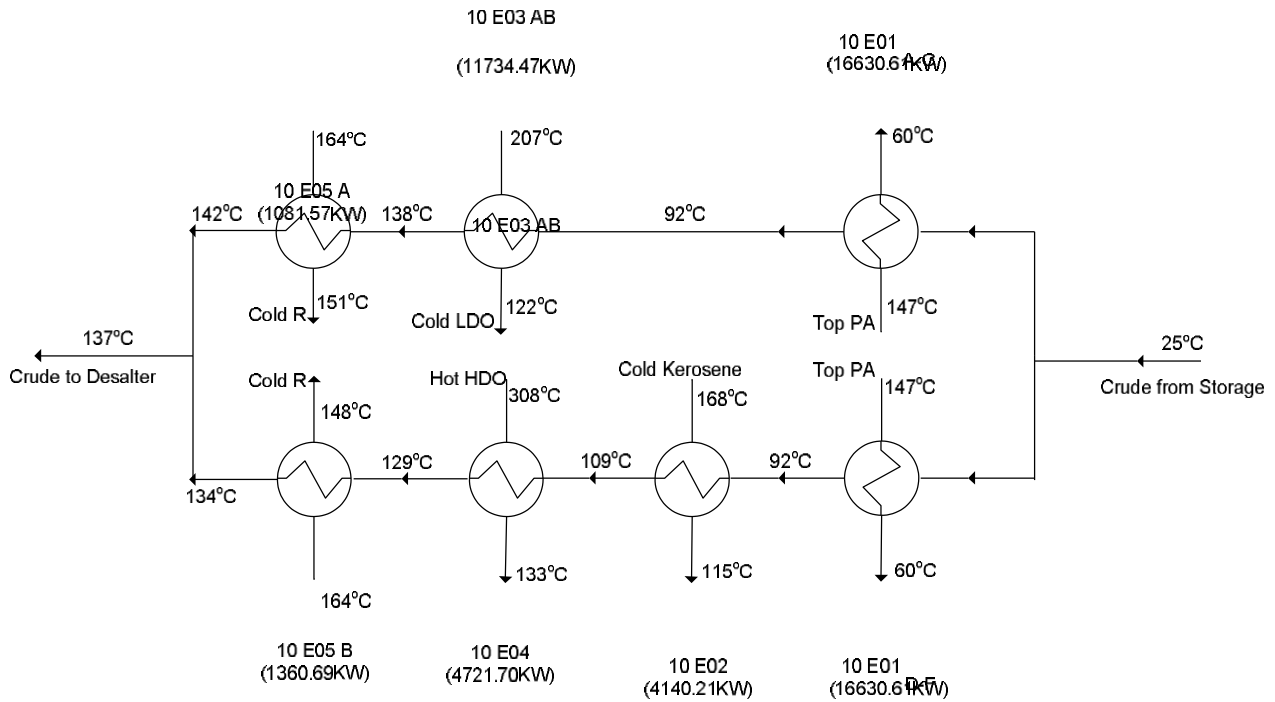 10 E03 AB
(11734.47KW)
10 E01
A-C
(16630.61KW)
164°C
207°C
60°C
10 E05 A
(1081.57KW)
142°C
138°C
10 E03 AB
92°C
151°C
Cold R
122°C
Cold LDO
147°C
Top PA
137°C
Crude to Desalter
25°C
Crude from Storage
Cold R
148°C
Hot HDO
308°C
Cold Kerosene
168°C
Top PA
147°C
134°C
129°C
109°C
92°C
164°C
133°C
115°C
60°C
10 E05 B
(1360.69KW)
10 E04
(4721.70KW)
10 E02
(4140.21KW)
10 E01
D-F
(16630.61KW)